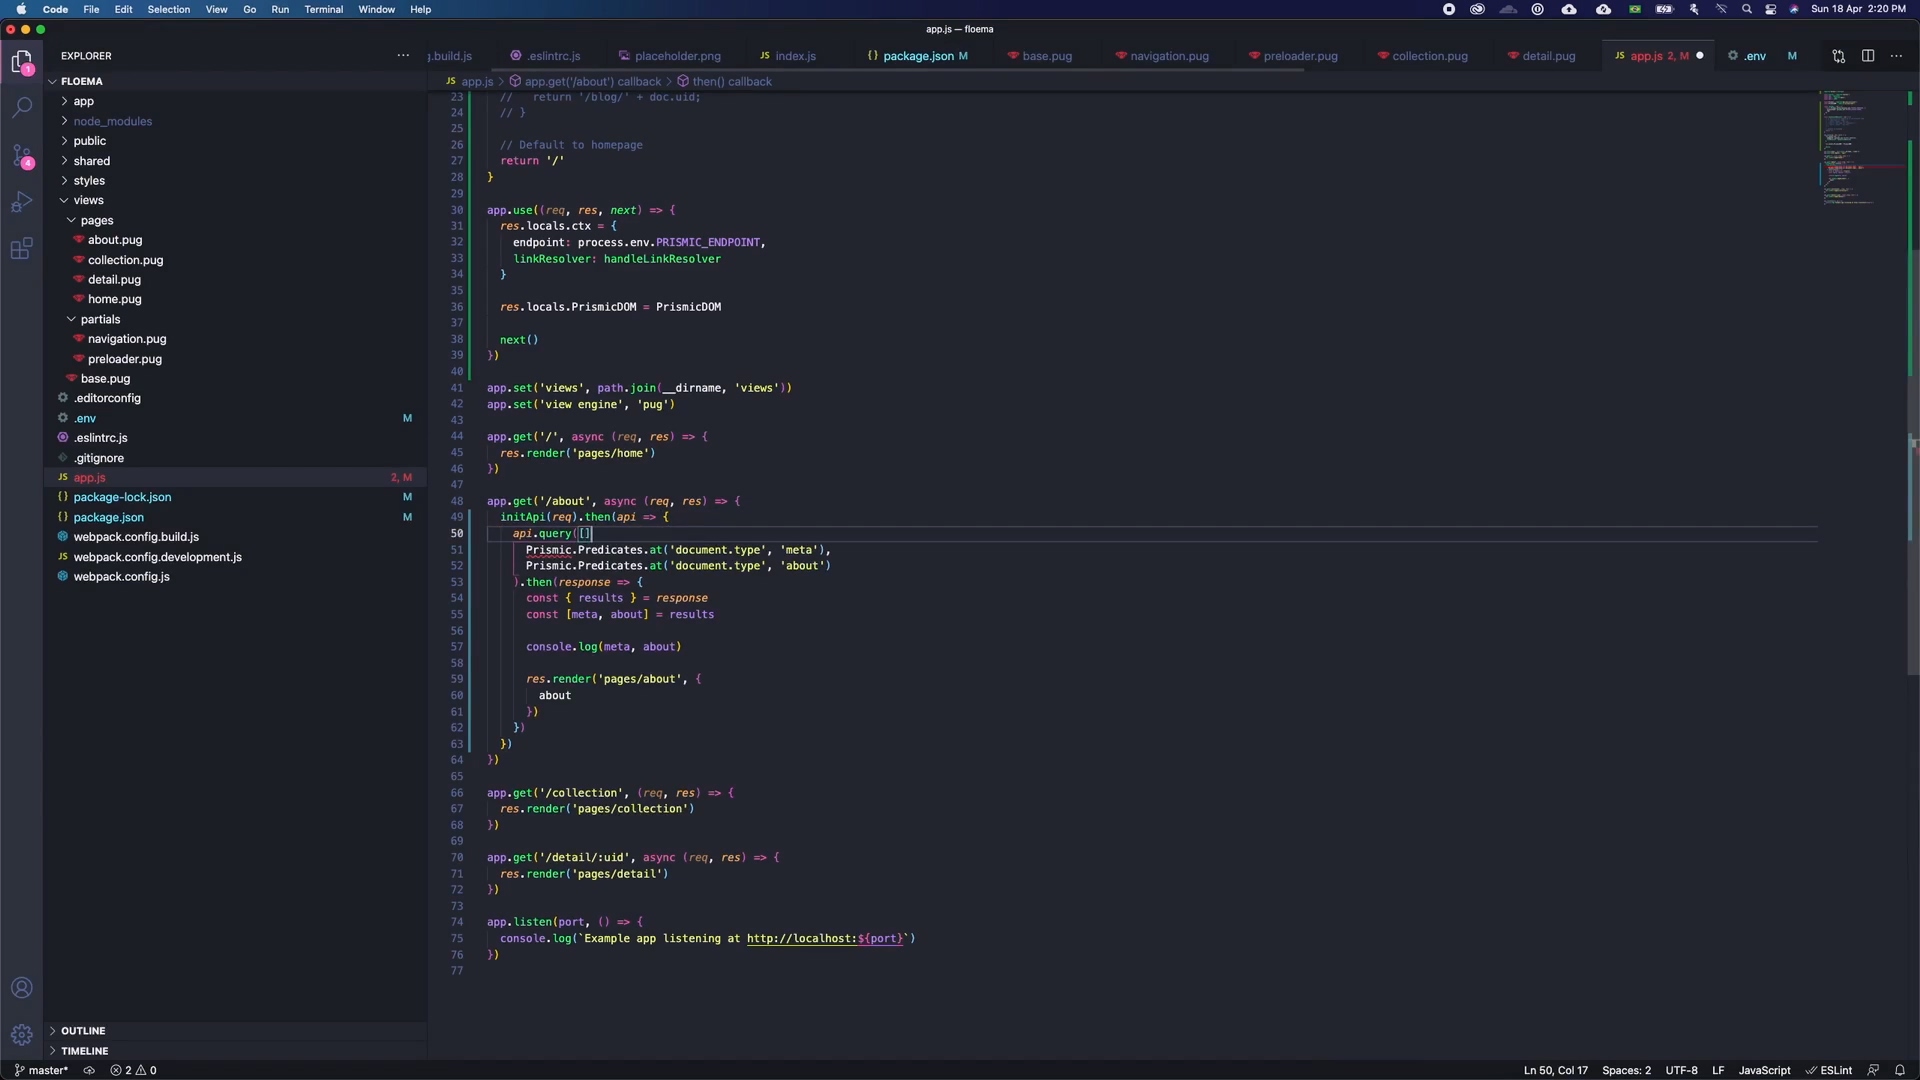 Code File Edit Selection View Go Run Terminal Window Help Sun 18 Apr 2:20 PM
app.js — floema
EXPLORER
g.build.js .eslintrc.js placeholder.png JS index.js {} package.json M base.pug navigation.pug preloader.pug collection.pug detail.pug JS app.js 2, M .env M
JS app.js > app.get('/about') callback > then() callback
1
4
FLOEMA
app
node_modules
public
shared
styles
views
pages
about.pug
collection.pug
detail.pug
home.pug
partials
navigation.pug
preloader.pug
base.pug
.editorconfig
.env M
.eslintrc.js
.gitignore
JS app.js 2, M
{} package-lock.json M
{} package.json M
webpack.config.build.js
JS webpack.config.development.js
webpack.config.js
OUTLINE
TIMELINE
23 //   return '/blog/' + doc.uid;
24 // }
25
26 // Default to homepage
27 return '/'
28 }
29
30 app.use((req, res, next) => {
31 res.locals.ctx = {
32 endpoint: process.env.PRISMIC_ENDPOINT,
33 linkResolver: handleLinkResolver
34 }
35
36 res.locals.PrismicDOM = PrismicDOM
37
38 next()
39 })
40
41 app.set('views', path.join(__dirname, 'views'))
42 app.set('view engine', 'pug')
43
44 app.get('/', async (req, res) => {
45 res.render('pages/home')
46 })
47
48 app.get('/about', async (req, res) => {
49 initApi(req).then(api => {
50 api.query([]
51 Prismic.Predicates.at('document.type', 'meta'),
52 Prismic.Predicates.at('document.type', 'about')
53 ).then(response => {
54 const { results } = response
55 const [meta, about] = results
56
57 console.log(meta, about)
58
59 res.render('pages/about', {
60 about
61 })
62 })
63 })
64 })
65
66 app.get('/collection', (req, res) => {
67 res.render('pages/collection')
68 })
69
70 app.get('/detail/:uid', async (req, res) => {
71 res.render('pages/detail')
72 })
73
74 app.listen(port, () => {
75 console.log(`Example app listening at http://localhost:${port}`)
76 })
77
master* 2 0 Ln 50, Col 17 Spaces: 2 UTF-8 LF JavaScript ESLint